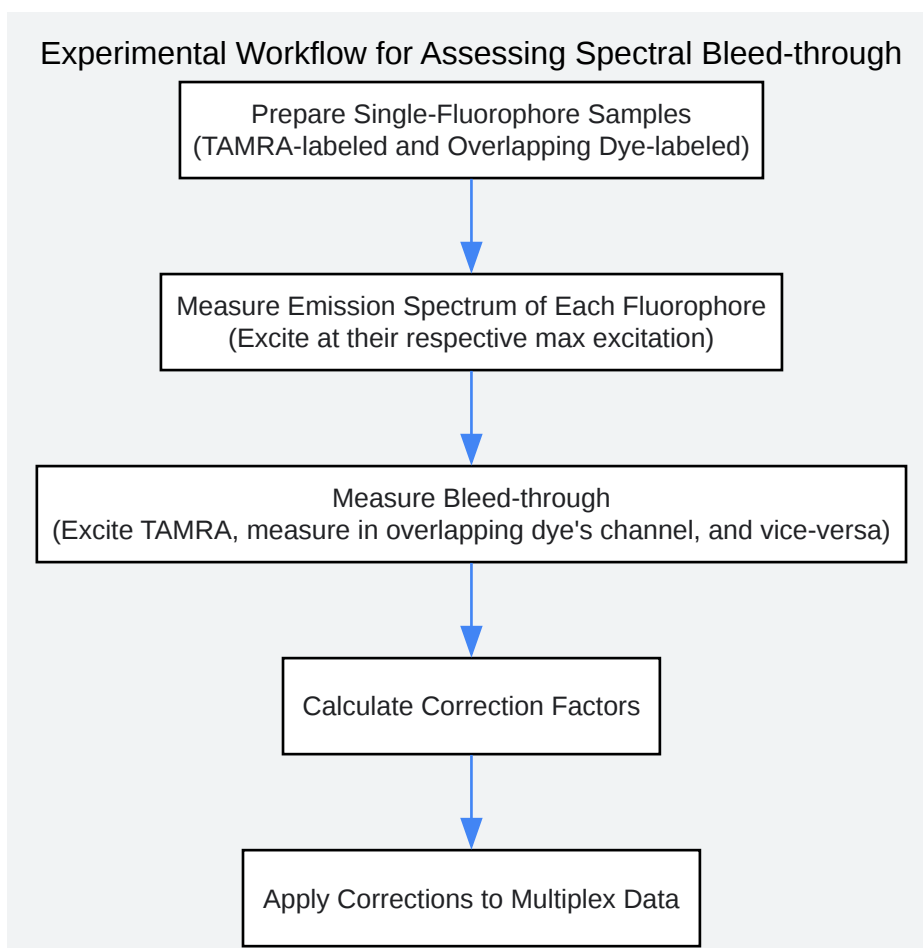 Experimental Workflow for Assessing Spectral Bleed-through
Prepare Single-Fluorophore Samples
(TAMRA-labeled and Overlapping Dye-labeled)
Measure Emission Spectrum of Each Fluorophore
(Excite at their respective max excitation)
Measure Bleed-through
(Excite TAMRA, measure in overlapping dye's channel, and vice-versa)
Calculate Correction Factors
Apply Corrections to Multiplex Data